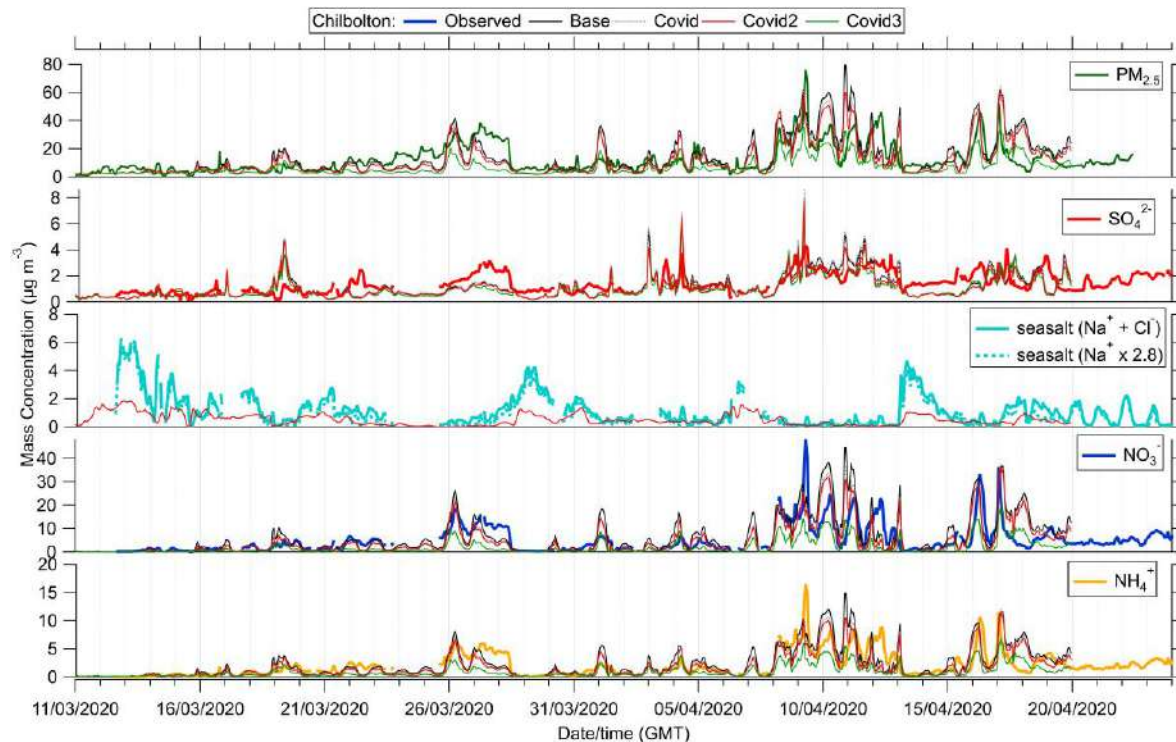 Chilbolton: Observed Base Covid Covid2 Covid3
80
60
40
20
0
PM2.5
8
6
4
2
0
SO4 2-
8
6
4
2
0
seasalt (Na+ + Cl-)
seasalt (Na+ x 2.8)
40
30
20
10
0
NO3-
20
15
10
5
0
NH4+
Mass Concentration (µg m-3)
11/03/2020 16/03/2020 21/03/2020 26/03/2020 31/03/2020 05/04/2020 10/04/2020 15/04/2020 20/04/2020
Date/time (GMT)